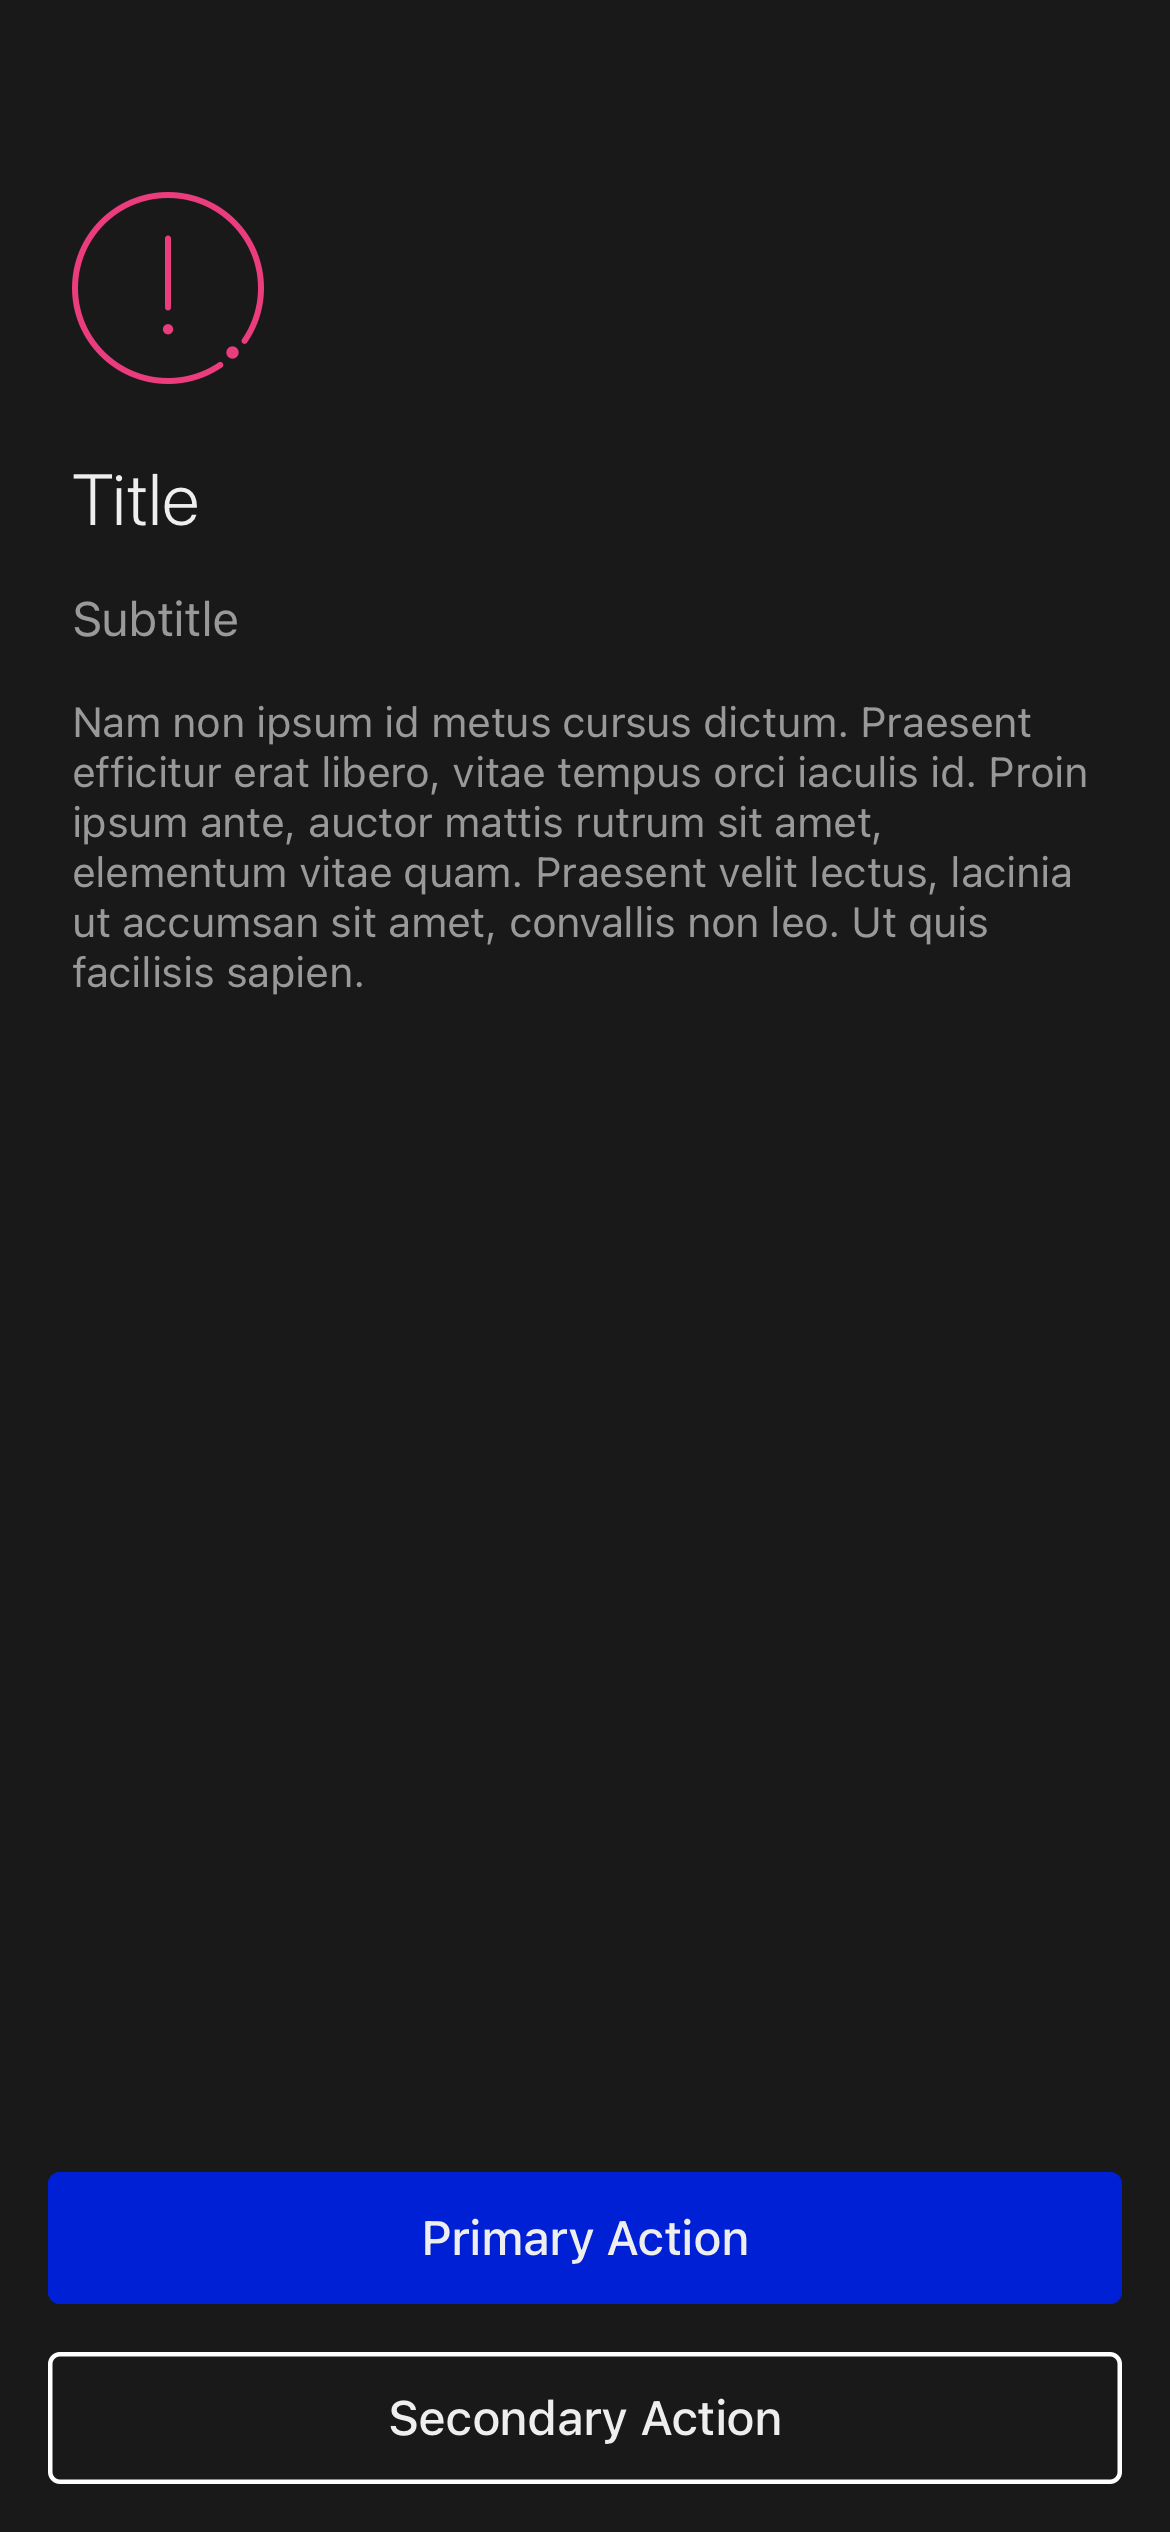 Title
Subtitle
Nam non ipsum id metus cursus dictum. Praesent
efficitur erat libero, vitae tempus orci iaculis id. Proin
ipsum ante, auctor mattis rutrum sit amet,
elementum vitae quam. Praesent velit lectus, lacinia
ut accumsan sit amet, convallis non leo. Ut quis
facilisis sapien.
Primary Action
Secondary Action